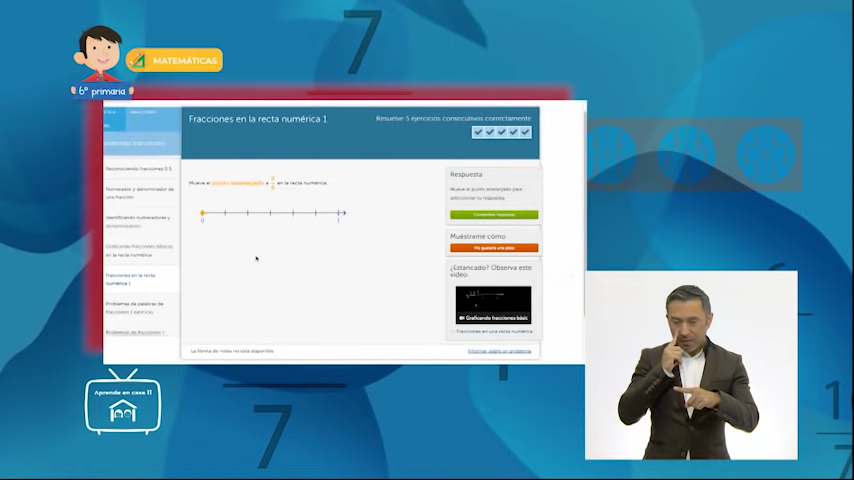 7
MATEMÁTICAS
6° primaria
Fracciones en la recta numérica 1
Resuelve 5 ejercicios consecutivos correctamente
Reconociendo fracciones 0.5
Numerador y denominador de
una fracción
Identificando numeradores y
denominadores
Graficando fracciones básicas
en la recta numérica
Fracciones en la recta
numérica 1
Problemas de palabras de
fracciones 1 ejercicio
Problemas de fracciones 1
Mueve el punto anaranjado a
en la recta numérica.
0
1
Respuesta
Mueve el punto anaranjado para
seleccionar tu respuesta.
Comprobar respuesta
Muéstrame cómo
Me gustaría una pista
¿Estancado? Observa este
video.
Graficando fracciones básic
Fracciones en una recta numérica
La libreta de notas no está disponible
Informar sobre un problema
Aprende en casa II
7
7